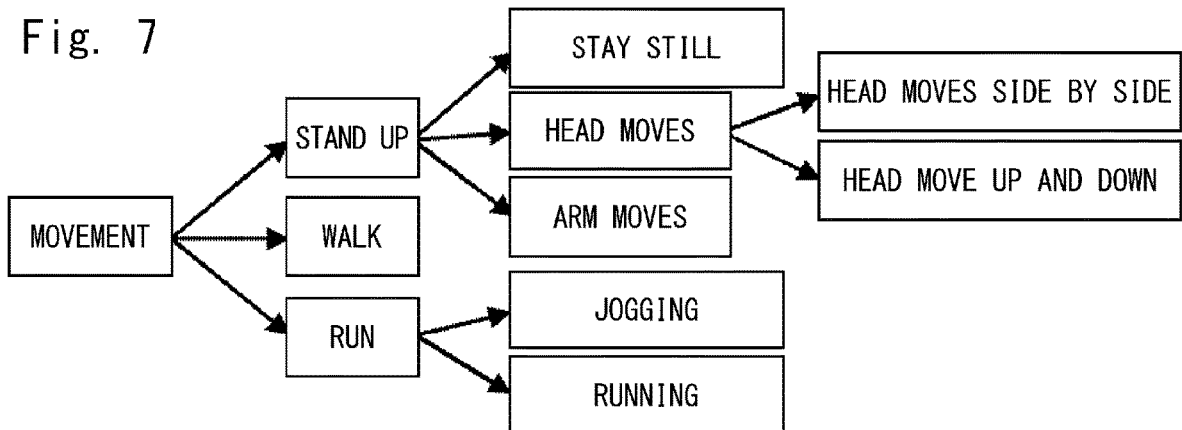 Fig. 7
STAY STILL
HEAD MOVES SIDE BY SIDE
STAND UP
HEAD MOVES
HEAD MOVE UP AND DOWN
ARM MOVES
MOVEMENT
WALK
JOGGING
RUN
RUNNING